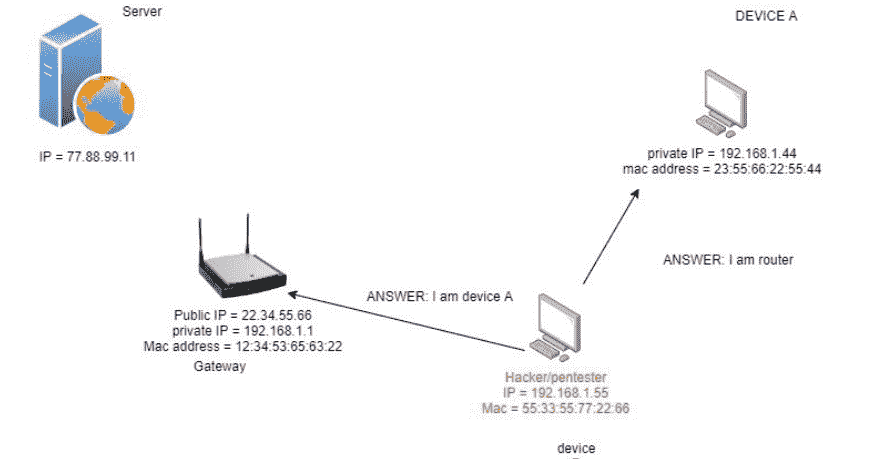 Server
DEVICE A
IP = 77.88.99.11
private IP = 192.168.1.44
mac address = 23:55:66:22:55:44
ANSWER: I am router
ANSWER: I am device A
Public IP = 22.34.55.66
private IP = 192.168.1.1
Mac address = 12:34:53:65:63:22
Gateway
Hacker/pentester
IP = 192.168.1.55
Mac = 55:33:55:77:22:66
device